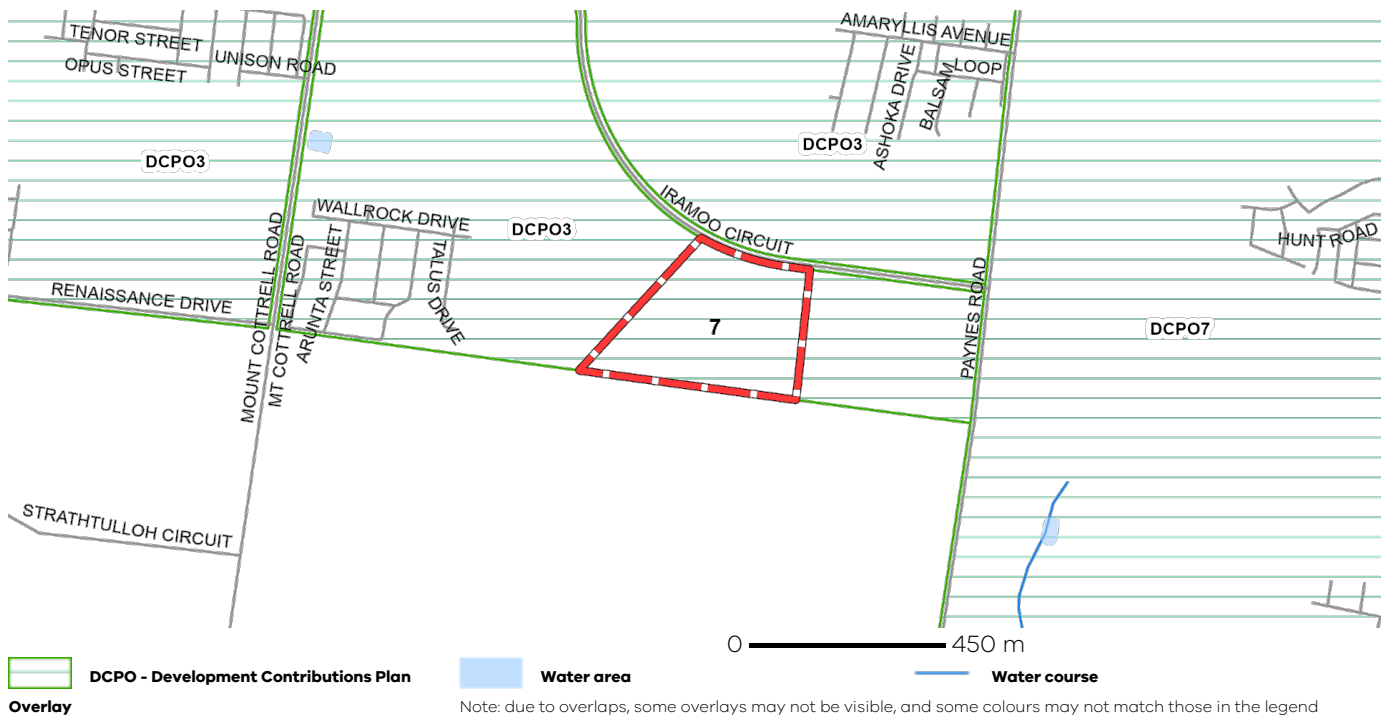 TENOR STREET
OPUS STREET
UNISON ROAD
AMARYLLIS AVENUE
LOOP
ASHOKA DRIVE
BALSAM
DCPO3
DCPO3
DCPO3
WALLROCK DRIVE
IRAMOO CIRCUIT
HUNT ROAD
MOUNT COTTRELL ROAD
MT COTTRELL ROAD
ARUNTA STREET
TALUS DRIVE
RENAISSANCE DRIVE
7
PAYNES ROAD
DCPO7
STRATHTULLOH CIRCUIT
0 450 m
DCPO - Development Contributions Plan
Overlay
Water area
Water course
Note: due to overlaps, some overlays may not be visible, and some colours may not match those in the legend